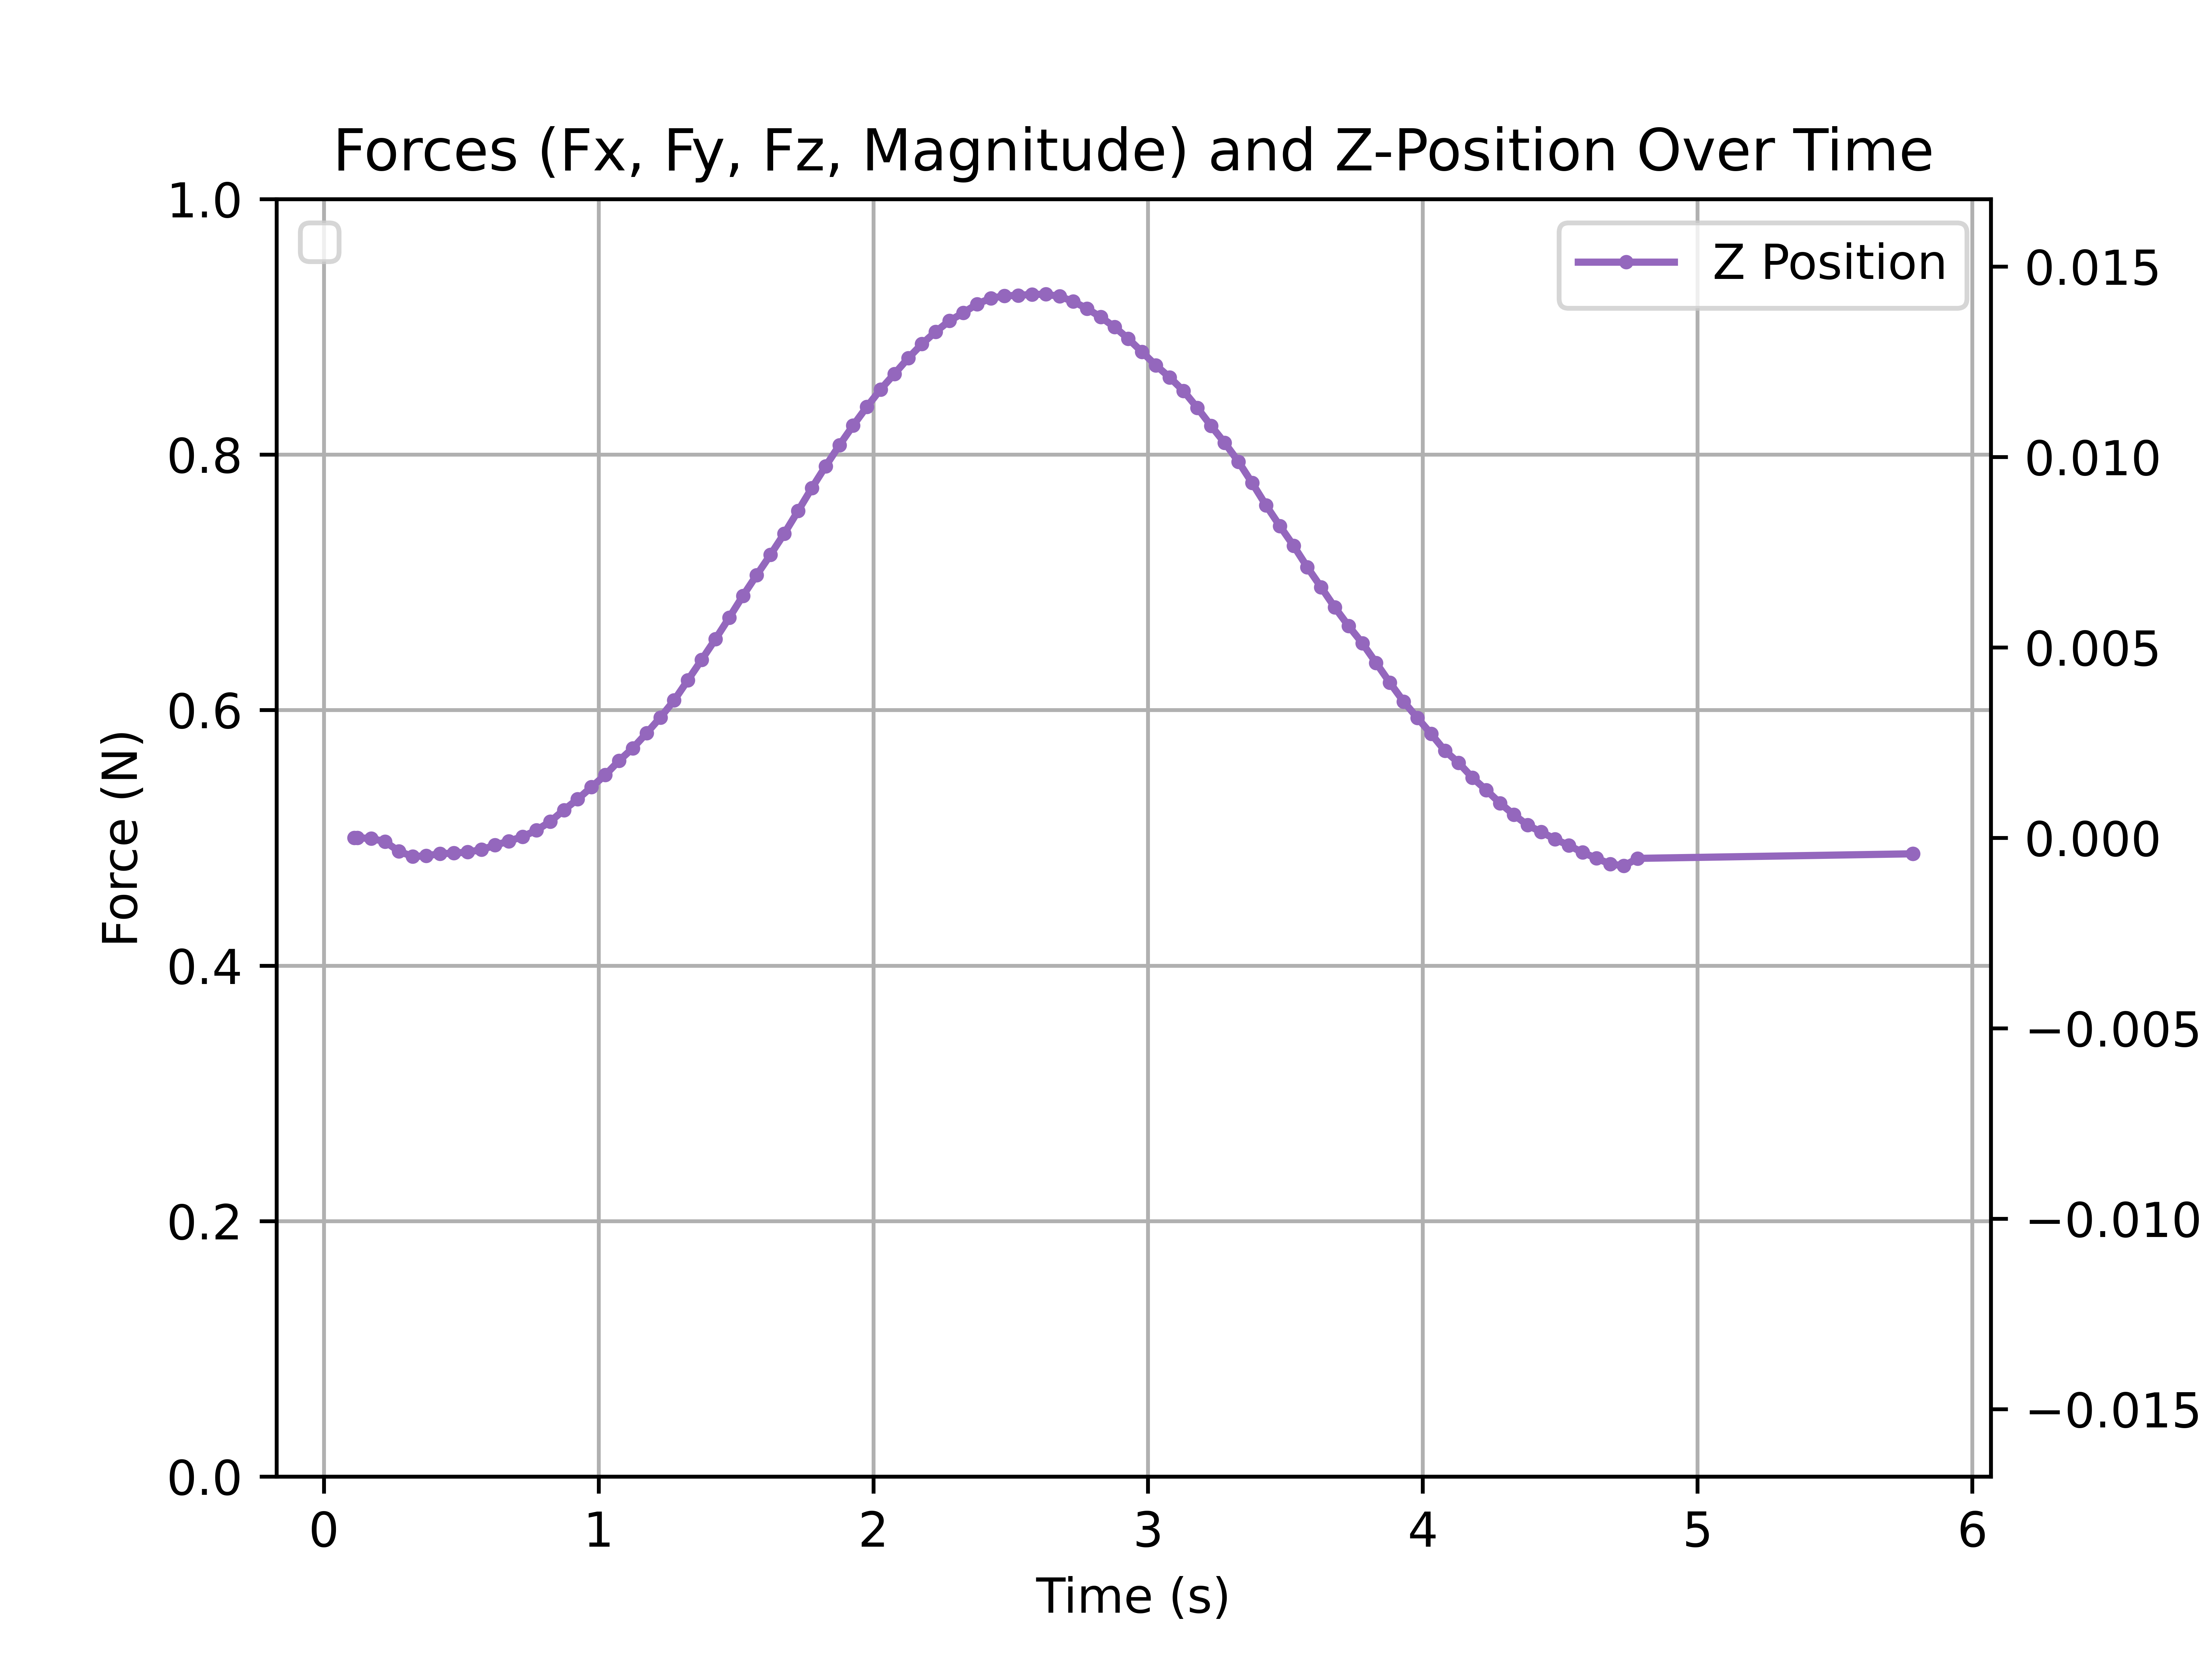 Forces (Fx, Fy, Fz, Magnitude) and Z-Position Over Time
1.0
0.8
0.6
0.4
0.2
0.0
Force (N)
Z Position
0.015
0.010
0.005
0.000
−0.005
−0.010
−0.015
0 1 2 3 4 5 6
Time (s)